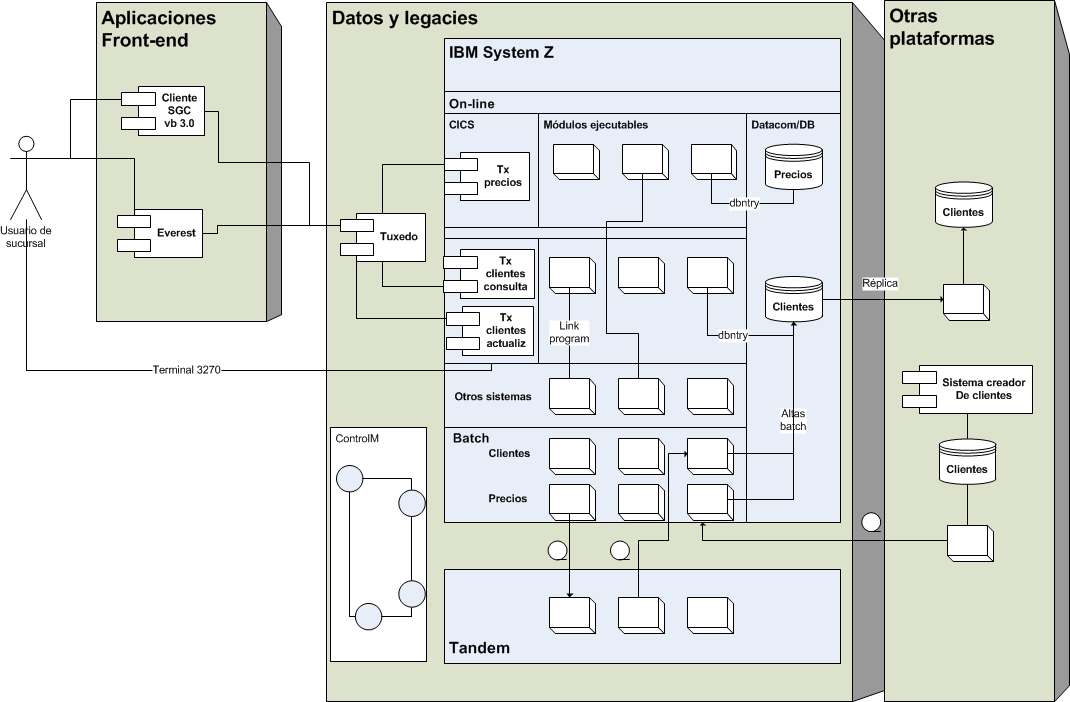 Aplicaciones
Front-end
Datos y legacies
Otras
plataformas
IBM System Z
On-line
CICS
Módulos ejecutables
Datacom/DB
Cliente
SGC
vb 3.0
Tx
precios
Precios
dbntry
Clientes
Usuario de
sucursal
Everest
Tuxedo
Tx
clientes
consulta
Clientes
Réplica
Tx
clientes
actualiz
Link
program
dbntry
Terminal 3270
Otros sistemas
Altas
batch
Sistema creador
De clientes
ControlM
Batch
Clientes
Clientes
Precios
Tandem